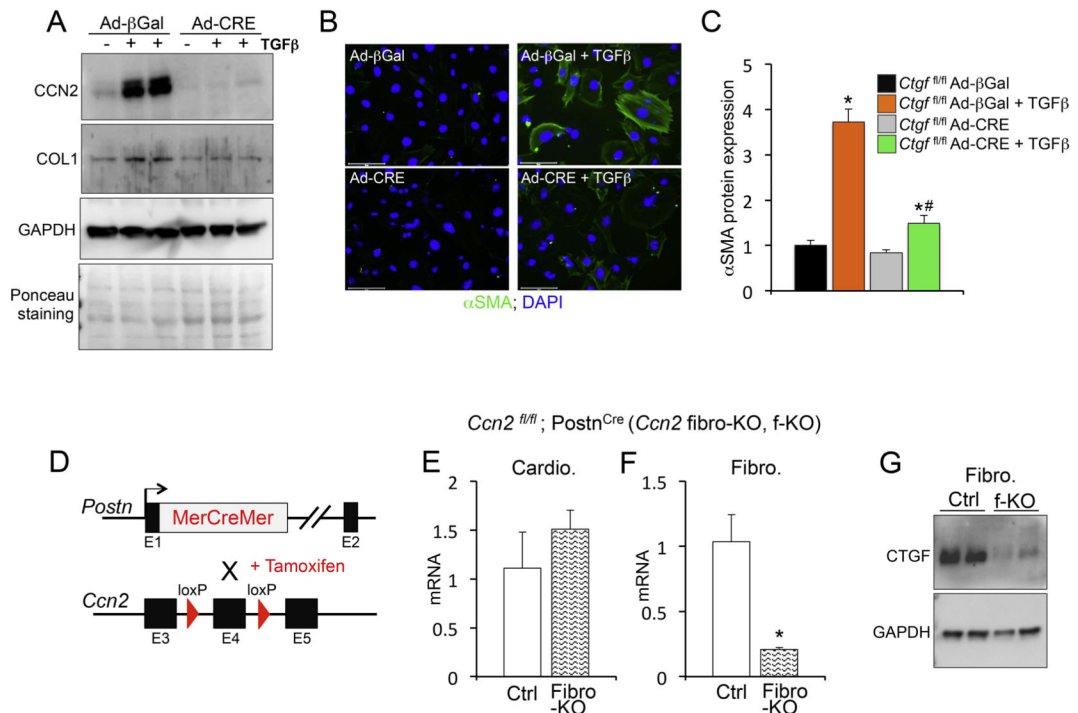 A
Ad-βGal Ad-CRE
- + + - + + TGFβ
CCN2
COL1
GAPDH
Ponceau
staining
B
Ad-βGal
Ad-βGal + TGFβ
Ad-CRE
Ad-CRE + TGFβ
αSMA; DAPI
C
αSMA protein expression
5
4
3
2
1
0
*
*#
Ctgf fl/fl Ad-βGal
Ctgf fl/fl Ad-βGal + TGFβ
Ctgf fl/fl Ad-CRE
Ctgf fl/fl Ad-CRE + TGFβ
Ccn2 fl/fl ; PostnCre (Ccn2 fibro-KO, f-KO)
D
Postn
MerCreMer
E1
E2
X + Tamoxifen
Ccn2
loxP
loxP
E3
E4
E5
E
Cardio.
mRNA
2
1.5
1
0.5
0
Ctrl
Fibro
-KO
F
Fibro.
mRNA
1.5
1
0.5
0
*
Ctrl
Fibro
-KO
G
Fibro.
Ctrl f-KO
CTGF
GAPDH